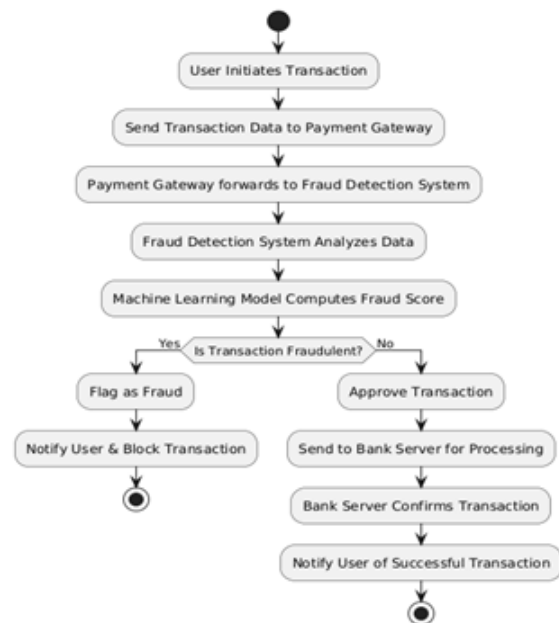 User Initiates Transaction
Send Transaction Data to Payment Gateway
Payment Gateway forwards to Fraud Detection System
Fraud Detection System Analyzes Data
Machine Learning Model Computes Fraud Score
Yes
Is Transaction Fraudulent?
No
Flag as Fraud
Notify User & Block Transaction
Approve Transaction
Send to Bank Server for Processing
Bank Server Confirms Transaction
Notify User of Successful Transaction